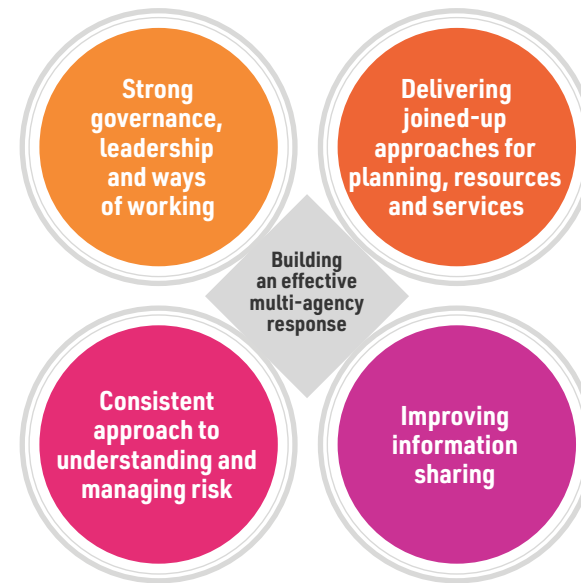 Strong
governance,
leadership
and ways
of working
Delivering
joined-up
approaches for
planning, resources
and services
Building
an effective
multi-agency
response
Consistent
approach to
understanding and
managing risk
Improving
information
sharing